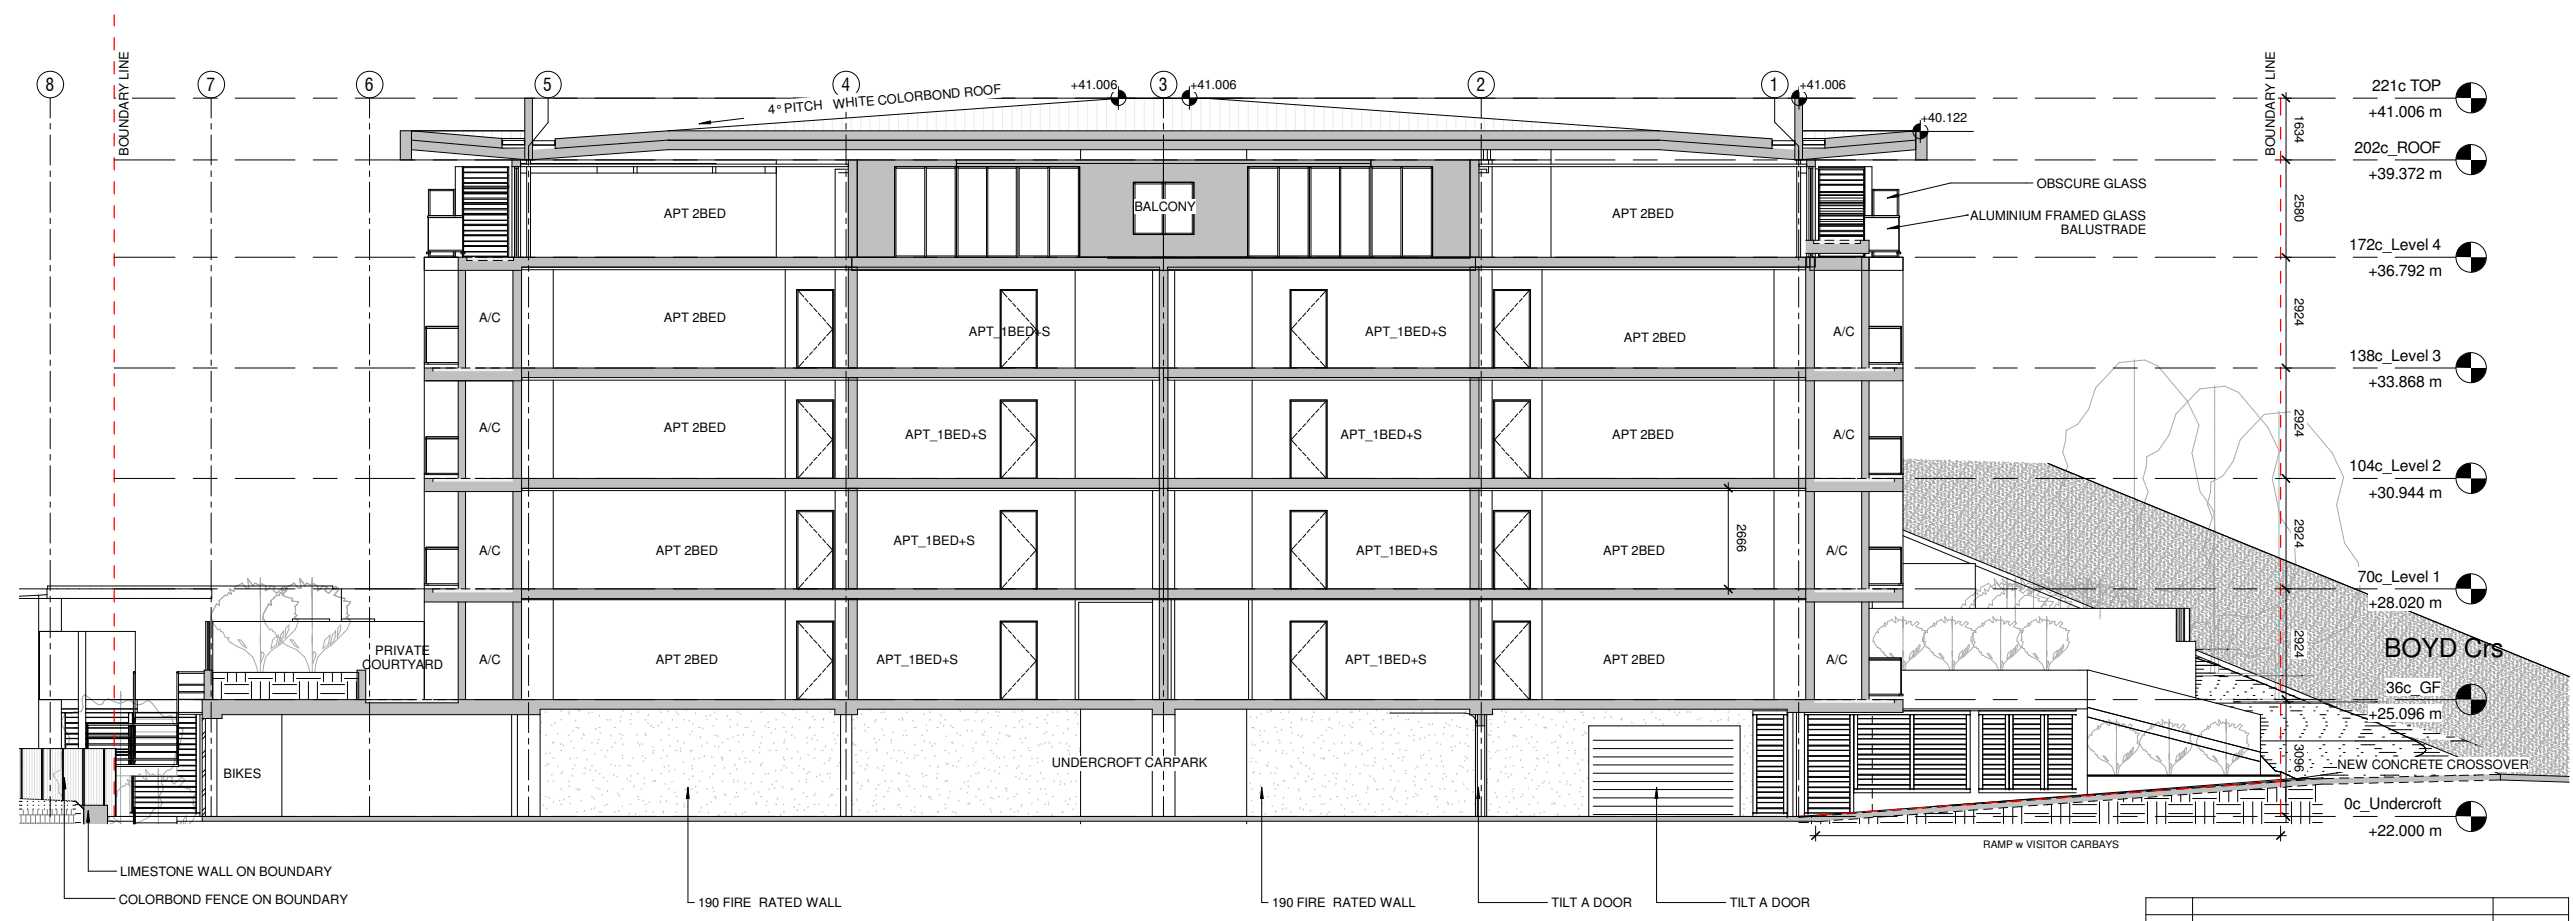 8
BOUNDARY LINE
7
6
5
4
3
2
1
BOUNDARY LINE
4° PITCH WHITE COLORBOND ROOF
+41.006
+41.006
+41.006
+40.122
221c TOP
+41.006 m
1634
202c_ROOF
+39.372 m
OBSCURE GLASS
ALUMINIUM FRAMED GLASS
BALUSTRADE
2580
172c_Level 4
+36.792 m
APT 2BED
BALCONY
APT 2BED
2924
A/C
APT 2BED
APT_1BED+S
APT_1BED+S
APT 2BED
A/C
138c_Level 3
+33.868 m
2924
A/C
APT 2BED
APT_1BED+S
APT_1BED+S
APT 2BED
A/C
104c_Level 2
+30.944 m
2924
A/C
APT 2BED
APT_1BED+S
APT_1BED+S
APT 2BED
2666
A/C
70c_Level 1
+28.020 m
2924
PRIVATE
COURTYARD
A/C
APT 2BED
APT_1BED+S
APT_1BED+S
APT 2BED
A/C
BOYD Crs
36c_GF
+25.096 m
3096
BIKES
UNDERCROFT CARPARK
NEW CONCRETE CROSSOVER
0c_Undercroft
+22.000 m
RAMP w VISITOR CARBAYS
LIMESTONE WALL ON BOUNDARY
COLORBOND FENCE ON BOUNDARY
190 FIRE RATED WALL
190 FIRE RATED WALL
TILT A DOOR
TILT A DOOR